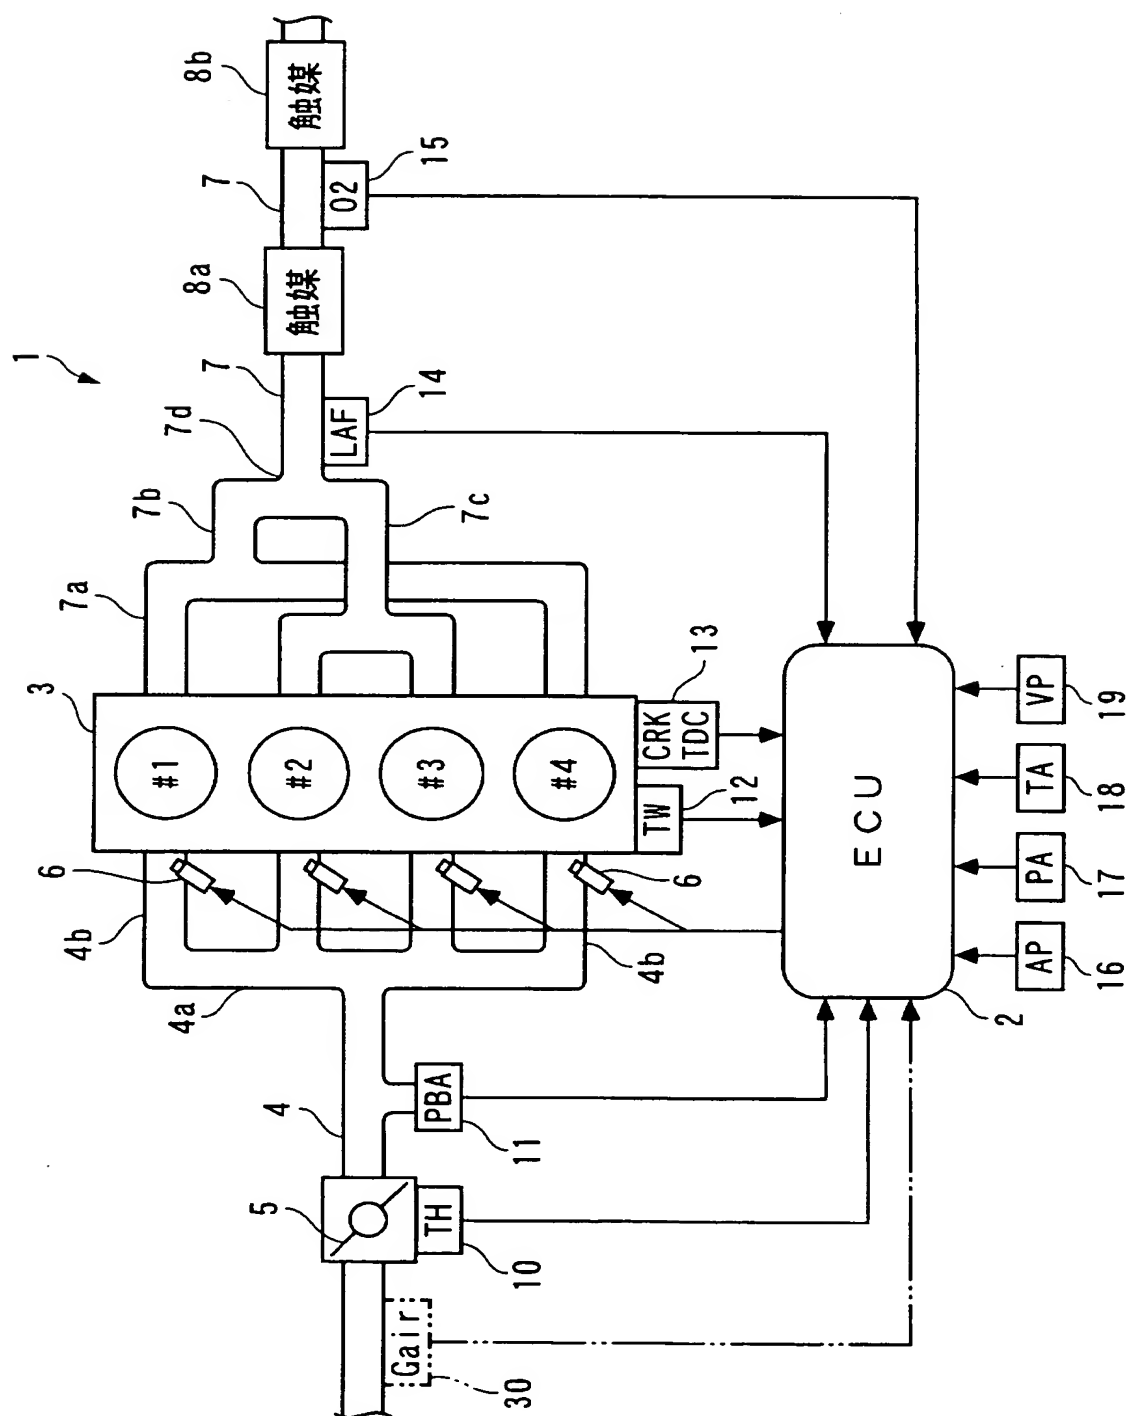 1
3
6
4b
7a
7b
#1
4a
7d
8a
8b
7
7
5
4
#2
触媒
触媒
LAF
O2
Gair
TH
PBA
#3
14
15
7c
30
10
11
#4
4b
6
TW
CRK
TDC
13
12
ECU
2
AP
PA
TA
VP
16
17
18
19